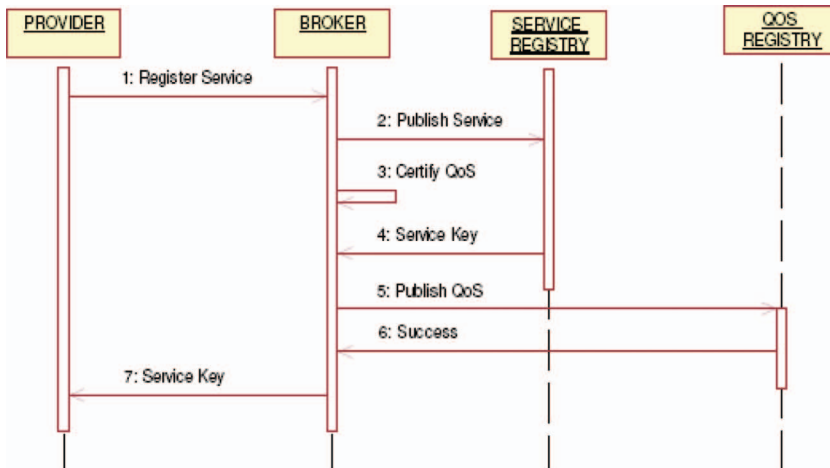 PROVIDER
BROKER
SERVICE
REGISTRY
QOS
REGISTRY
1: Register Service
2: Publish Service
3: Certify QoS
4: Service Key
5: Publish QoS
6: Success
7: Service Key